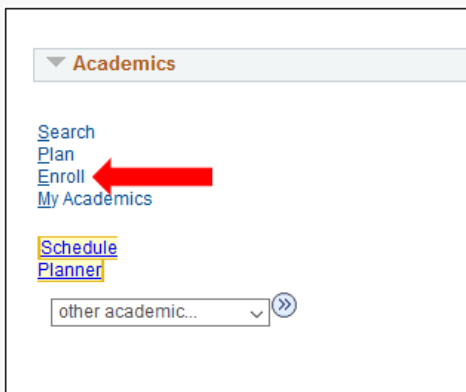 Academics
Search
Plan
Enroll
My Academics
Schedule
Planner
other academic...